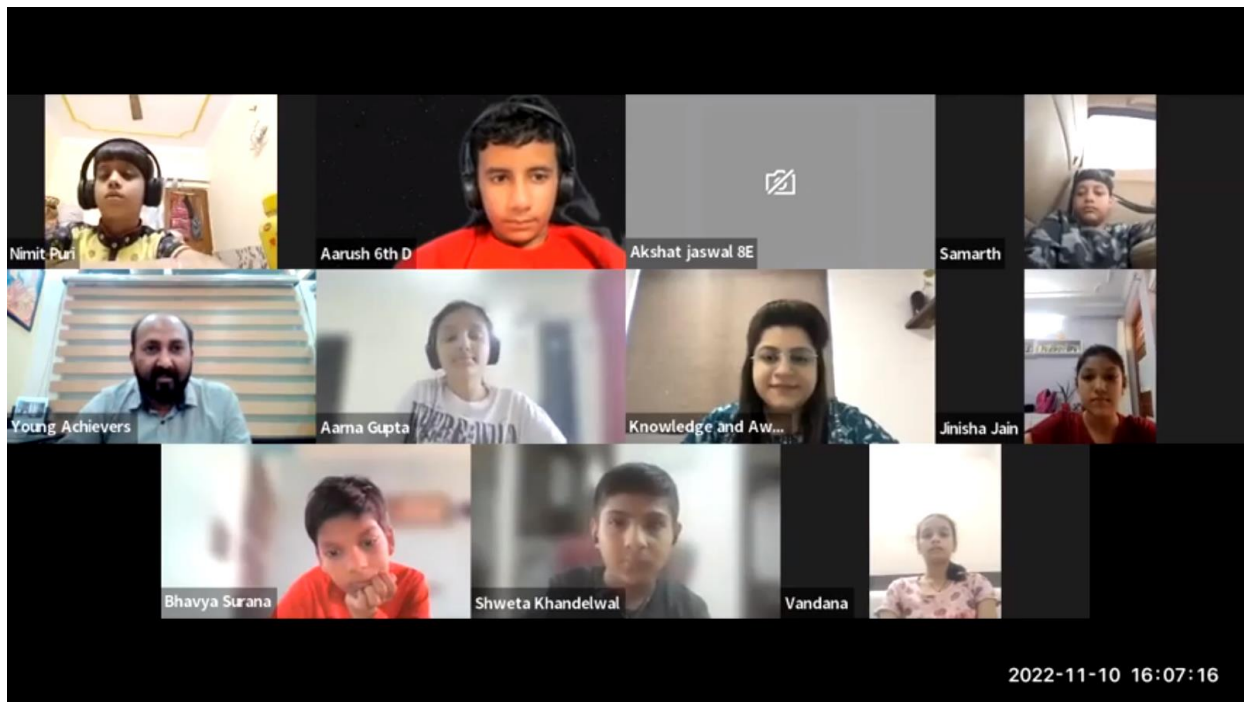 Nimit Puri
Aarush 6th D
Akshat jaswal 8E
Samarth
Young Achievers
Aarna Gupta
Knowledge and Aw...
Jinisha Jain
Bhavya Surana
Shweta Khandelwal
Vandana
2022-11-10 16:07:16